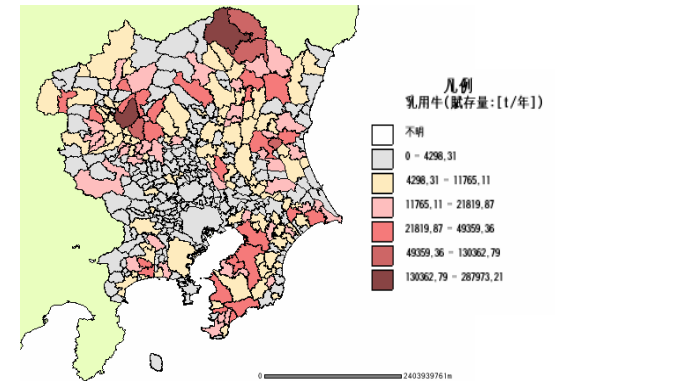 凡例
乳用牛(賦存量:[t/年])
不明
0 - 4298,31
4298,31 - 11765,11
11765,11 - 21819,87
21819,87 - 49359,36
49359,36 - 130362,79
130362,79 - 287973,21
0 2403939761m